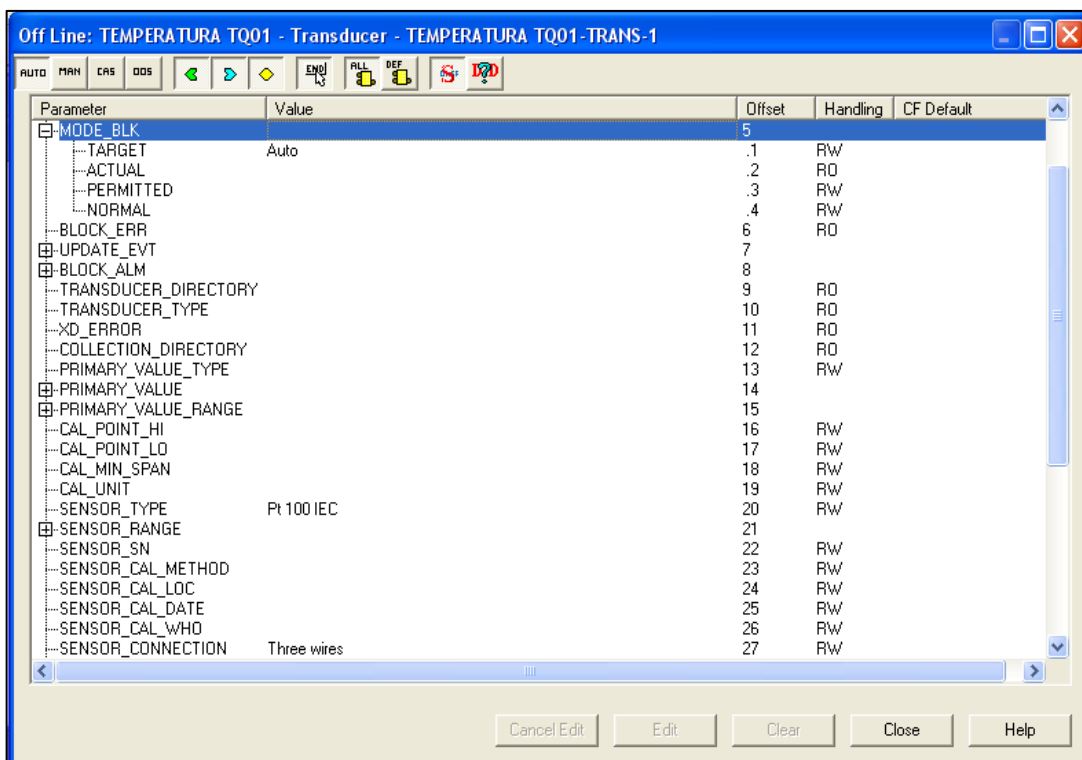 Off Line: TEMPERATURA TQ01 - Transducer - TEMPERATURA TQ01-TRANS-1
AUTO MAN CAS OOS END! ALL DEF S D?D
Parameter Value Offset Handling CF Default
MODE_BLK 5
TARGET Auto .1 RW
ACTUAL .2 RO
PERMITTED .3 RW
NORMAL .4 RW
BLOCK_ERR 6 RO
UPDATE_EVT 7
BLOCK_ALM 8
TRANSDUCER_DIRECTORY 9 RO
TRANSDUCER_TYPE 10 RO
XD_ERROR 11 RO
COLLECTION_DIRECTORY 12 RO
PRIMARY_VALUE_TYPE 13 RW
PRIMARY_VALUE 14
PRIMARY_VALUE_RANGE 15
CAL_POINT_HI 16 RW
CAL_POINT_LO 17 RW
CAL_MIN_SPAN 18 RW
CAL_UNIT 19 RW
SENSOR_TYPE Pt 100 IEC 20 RW
SENSOR_RANGE 21
SENSOR_SN 22 RW
SENSOR_CAL_METHOD 23 RW
SENSOR_CAL_LOC 24 RW
SENSOR_CAL_DATE 25 RW
SENSOR_CAL_WHO 26 RW
SENSOR_CONNECTION Three wires 27 RW
Cancel Edit Edit Clear Close Help